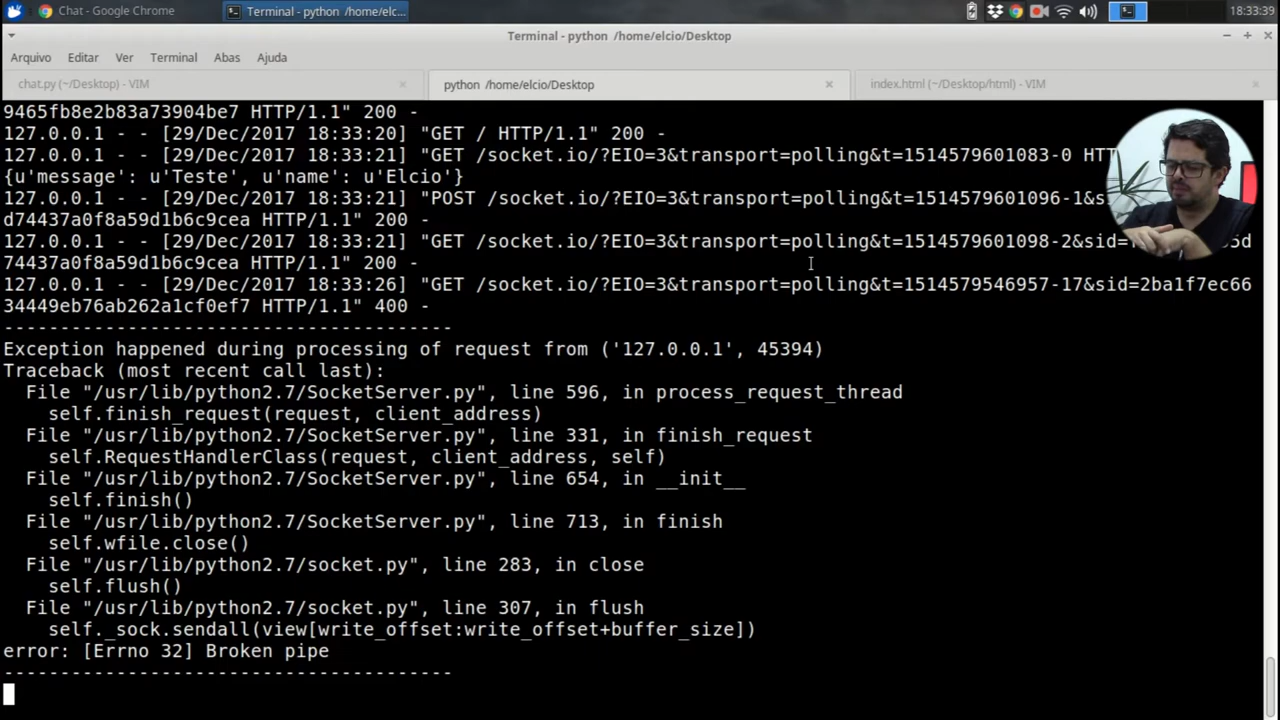 Chat - Google Chrome
Terminal - python /home/elc...
18:33:39
Terminal - python /home/elcio/Desktop
Arquivo Editar Ver Terminal Abas Ajuda
chat.py (~/Desktop) - VIM
python /home/elcio/Desktop
index.html (~/Desktop/html) - VIM
9465fb8e2b83a73904be7 HTTP/1.1" 200 -
127.0.0.1 - - [29/Dec/2017 18:33:20] "GET / HTTP/1.1" 200 -
127.0.0.1 - - [29/Dec/2017 18:33:21] "GET /socket.io/?EIO=3&transport=polling&t=1514579601083-0
{u'message': u'Teste', u'name': u'Elcio'}
127.0.0.1 - - [29/Dec/2017 18:33:21] "POST /socket.io/?EIO=3&transport=polling&t=1514579601096-1&s
d74437a0f8a59d1b6c9cea HTTP/1.1" 200 -
127.0.0.1 - - [29/Dec/2017 18:33:21] "GET /socket.io/?EIO=3&transport=polling&t=1514579601098-2&sid=
74437a0f8a59d1b6c9cea HTTP/1.1" 200 -
127.0.0.1 - - [29/Dec/2017 18:33:26] "GET /socket.io/?EIO=3&transport=polling&t=1514579546957-17&sid=2ba1f7ec66
34449eb76ab262a1cf0ef7 HTTP/1.1" 400 -
----------------------------------------
Exception happened during processing of request from ('127.0.0.1', 45394)
Traceback (most recent call last):
  File "/usr/lib/python2.7/SocketServer.py", line 596, in process_request_thread
    self.finish_request(request, client_address)
  File "/usr/lib/python2.7/SocketServer.py", line 331, in finish_request
    self.RequestHandlerClass(request, client_address, self)
  File "/usr/lib/python2.7/SocketServer.py", line 654, in __init__
    self.finish()
  File "/usr/lib/python2.7/SocketServer.py", line 713, in finish
    self.wfile.close()
  File "/usr/lib/python2.7/socket.py", line 283, in close
    self.flush()
  File "/usr/lib/python2.7/socket.py", line 307, in flush
    self._sock.sendall(view[write_offset:write_offset+buffer_size])
error: [Errno 32] Broken pipe
----------------------------------------